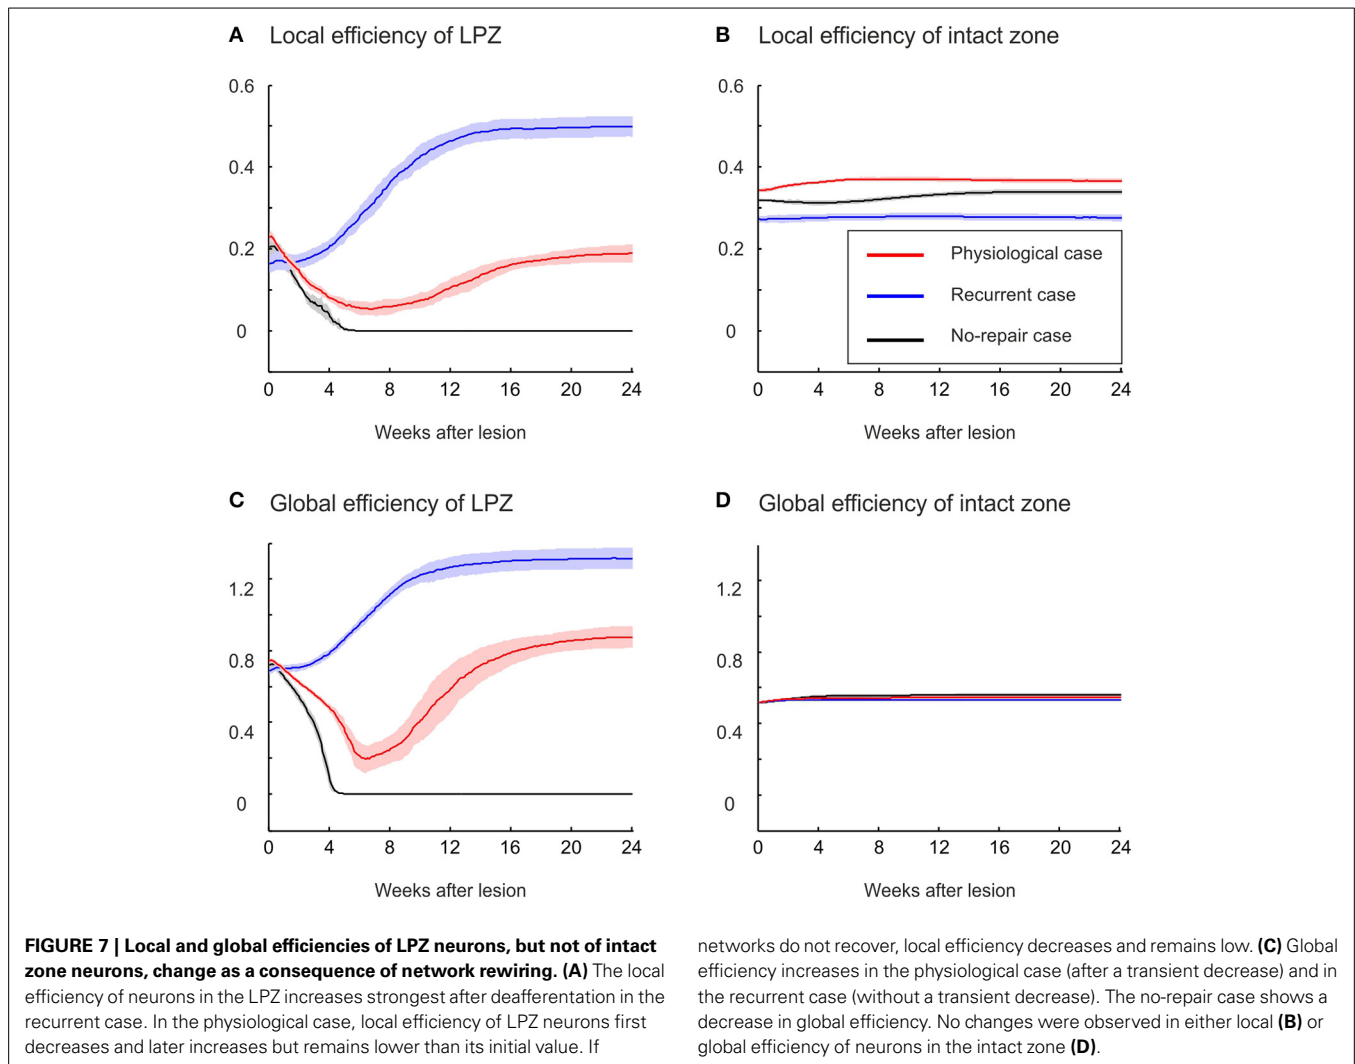 A Local efficiency of LPZ
0.6
0.4
0.2
0
0 4 8 12 16 20 24
Weeks after lesion
B Local efficiency of intact zone
0.6
0.4
0.2
0
Physiological case
Recurrent case
No-repair case
0 4 8 12 16 20 24
Weeks after lesion
C Global efficiency of LPZ
1.2
0.8
0.4
0
0 4 8 12 16 20 24
Weeks after lesion
D Global efficiency of intact zone
1.2
0.8
0.4
0
0 4 8 12 16 20 24
Weeks after lesion
FIGURE 7 | Local and global efficiencies of LPZ neurons, but not of intact
zone neurons, change as a consequence of network rewiring. (A) The local
efficiency of neurons in the LPZ increases strongest after deafferentation in the
recurrent case. In the physiological case, local efficiency of LPZ neurons first
decreases and later increases but remains lower than its initial value. If
networks do not recover, local efficiency decreases and remains low. (C) Global
efficiency increases in the physiological case (after a transient decrease) and in
the recurrent case (without a transient decrease). The no-repair case shows a
decrease in global efficiency. No changes were observed in either local (B) or
global efficiency of neurons in the intact zone (D).